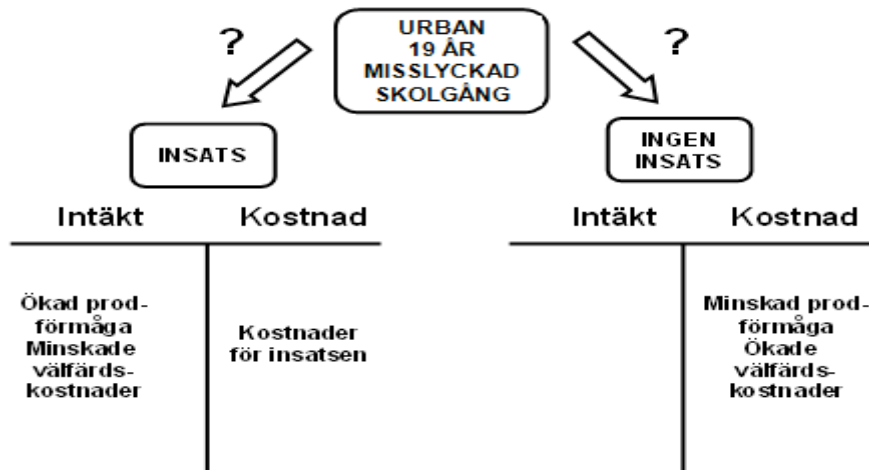 URBAN
19 ÅR
MISSLYCKAD
SKOLGÅNG
?
?
INSATS
INGEN
INSATS
Intäkt
Kostnad
Intäkt
Kostnad
Ökad prod-
förmåga
Minskade
välfärds-
kostnader
Kostnader
för insatsen
Minskad prod-
förmåga
Ökade
välfärds-
kostnader